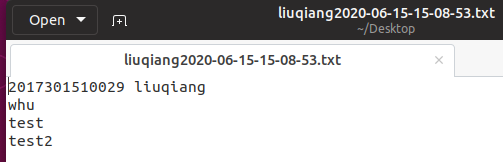 Open
liuqiang2020-06-15-15-08-53.txt
~/Desktop
liuqiang2020-06-15-15-08-53.txt
2017301510029 liuqiang
whu
test
test2